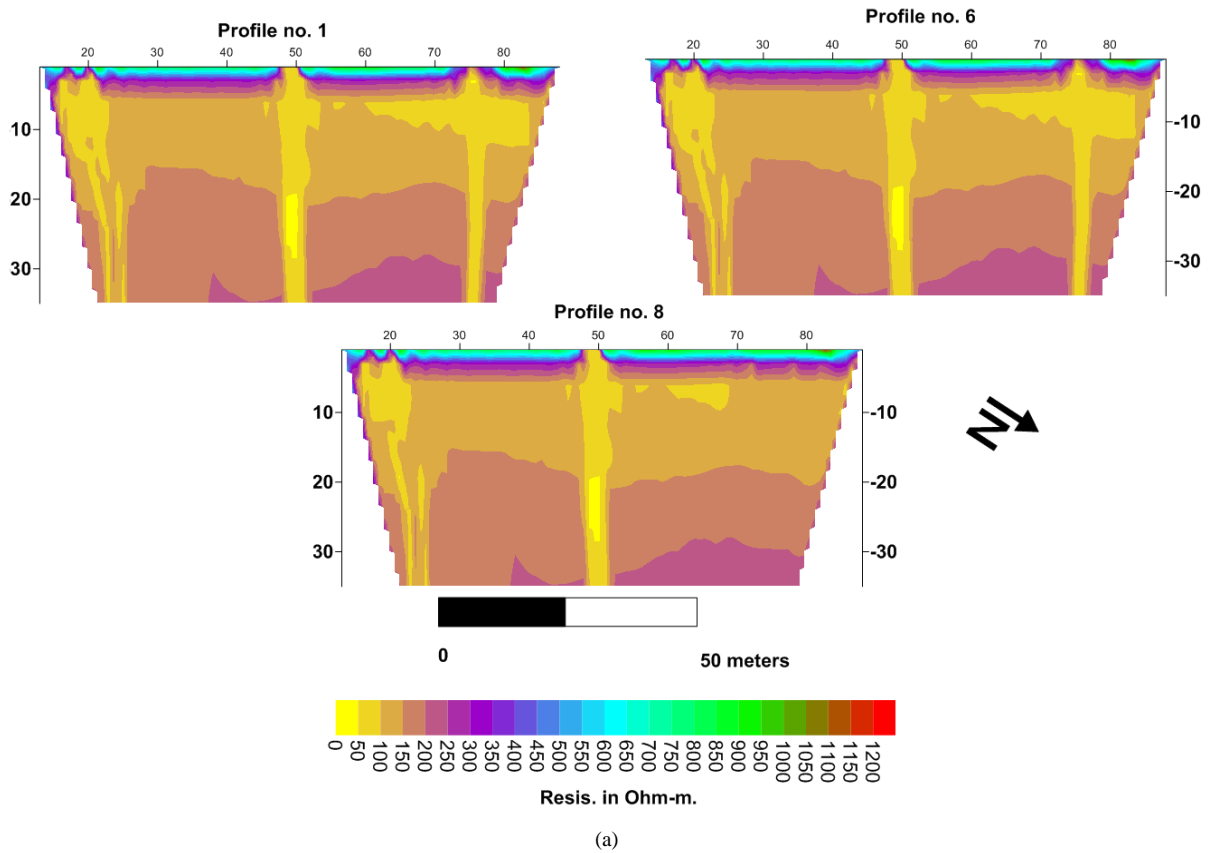 Profile no. 1
20 30 40 50 60 70 80
10
20
30
Profile no. 6
20 30 40 50 60 70 80
-10
-20
-30
Profile no. 8
20 30 40 50 60 70 80
10 -10
20 -20
30 -30
N
0 50 meters
0 50 100 150 200 250 300 350 400 450 500 550 600 650 700 750 800 850 900 950 1000 1050 1100 1150 1200
Resis. in Ohm-m.
(a)